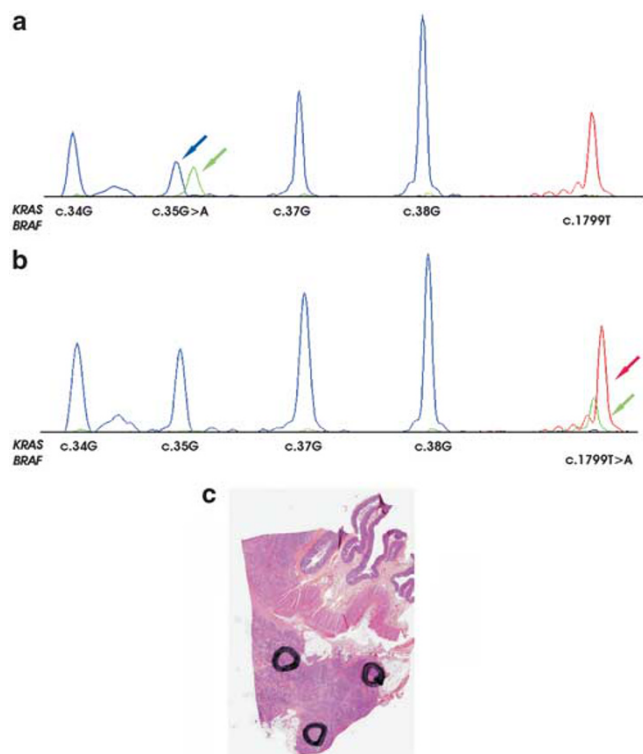 a
KRAS c.34G c.35G>A c.37G c.38G
BRAF c.1799T
b
KRAS c.34G c.35G c.37G c.38G
BRAF c.1799T>A
c